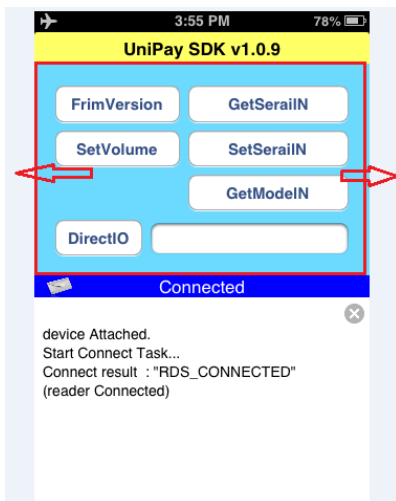 3:55 PM 78%
UniPay SDK v1.0.9
FrimVersion GetSerailN
SetVolume SetSerailN
GetModelN
DirectIO
Connected
device Attached.
Start Connect Task...
Connect result : "RDS_CONNECTED"
(reader Connected)